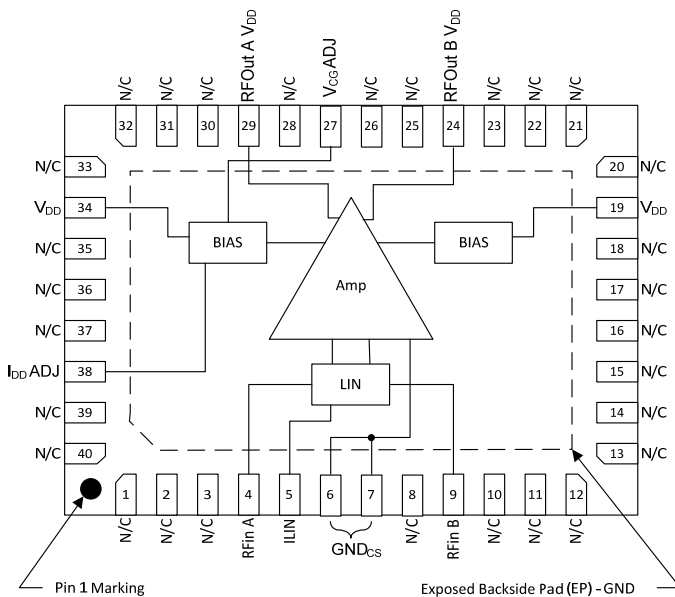 N/C
N/C
N/C
RFOut A VDD
N/C
VCG ADJ
N/C
N/C
RFOut B VDD
N/C
N/C
N/C
32
31
30
29
28
27
26
25
24
23
22
21
N/C 33
20 N/C
VDD 34
19 VDD
BIAS
BIAS
N/C 35
18 N/C
N/C 36
Amp
17 N/C
N/C 37
16 N/C
IDD ADJ 38
15 N/C
LIN
N/C 39
14 N/C
N/C 40
13 N/C
1
2
3
4
5
6
7
8
9
10
11
12
N/C
N/C
N/C
RFin A
ILIN
GNDCS
N/C
RFin B
N/C
N/C
N/C
Pin 1 Marking
Exposed Backside Pad (EP) - GND